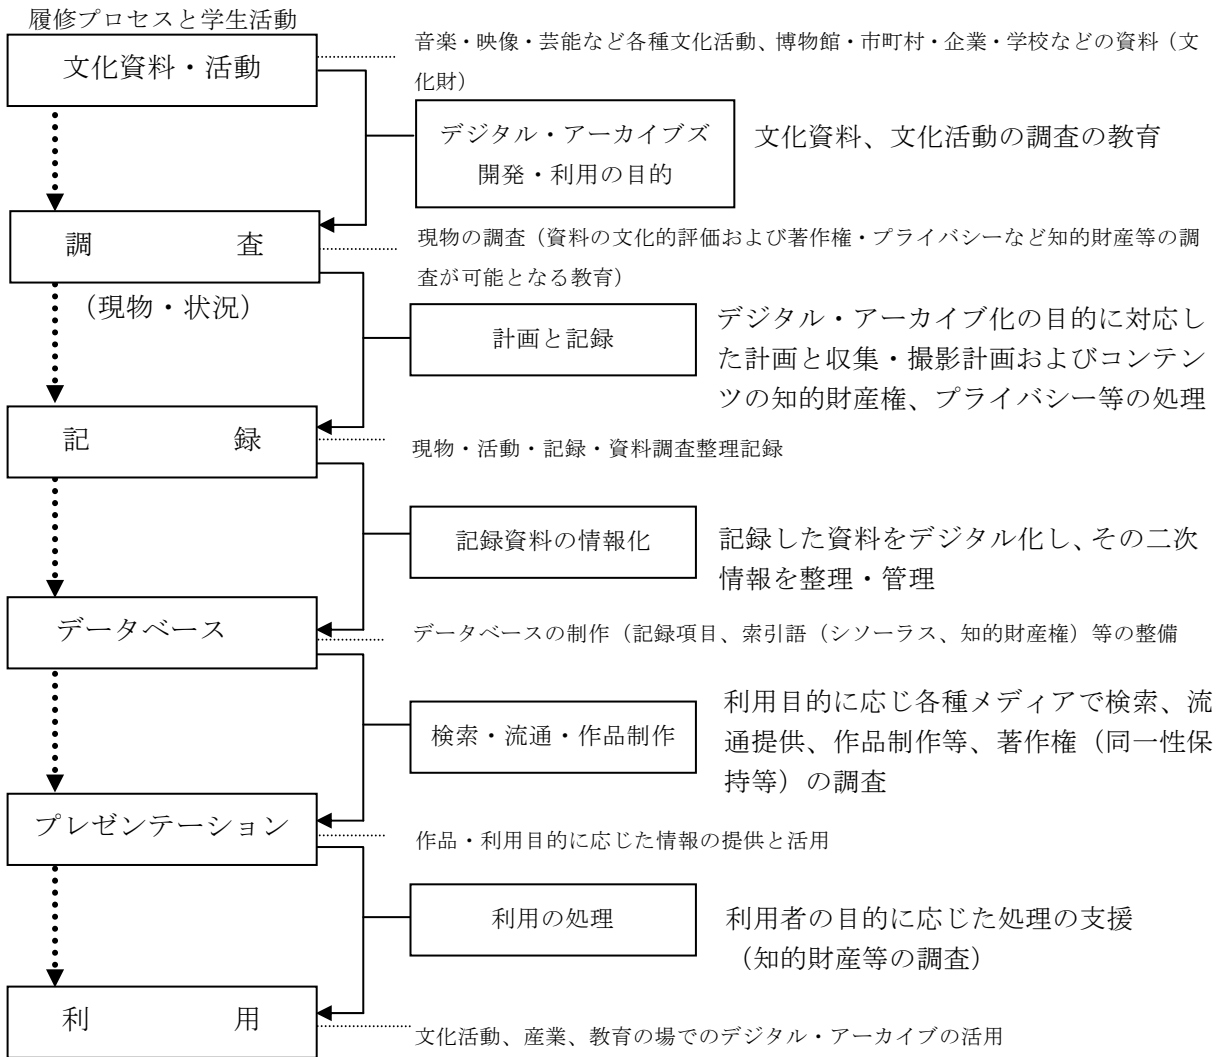 履修プロセスと学生活動
文化資料・活動
音楽・映像・芸能など各種文化活動、博物館・市町村・企業・学校などの資料（文
化財）
デジタル・アーカイブズ
開発・利用の目的
文化資料、文化活動の調査の教育
調　　査
現物の調査（資料の文化的評価および著作権・プライバシーなど知的財産等の調
査が可能となる教育）
（現物・状況）
計画と記録
デジタル・アーカイブ化の目的に対応し
た計画と収集・撮影計画およびコンテン
ツの知的財産権、プライバシー等の処理
記　　録
現物・活動・記録・資料調査整理記録
記録資料の情報化
記録した資料をデジタル化し、その二次
情報を整理・管理
データベース
データベースの制作（記録項目、索引語（シソーラス、知的財産権）等の整備
検索・流通・作品制作
利用目的に応じ各種メディアで検索、流
通提供、作品制作等、著作権（同一性保
持等）の調査
プレゼンテーション
作品・利用目的に応じた情報の提供と活用
利用の処理
利用者の目的に応じた処理の支援
（知的財産等の調査）
利　　用
文化活動、産業、教育の場でのデジタル・アーカイブの活用